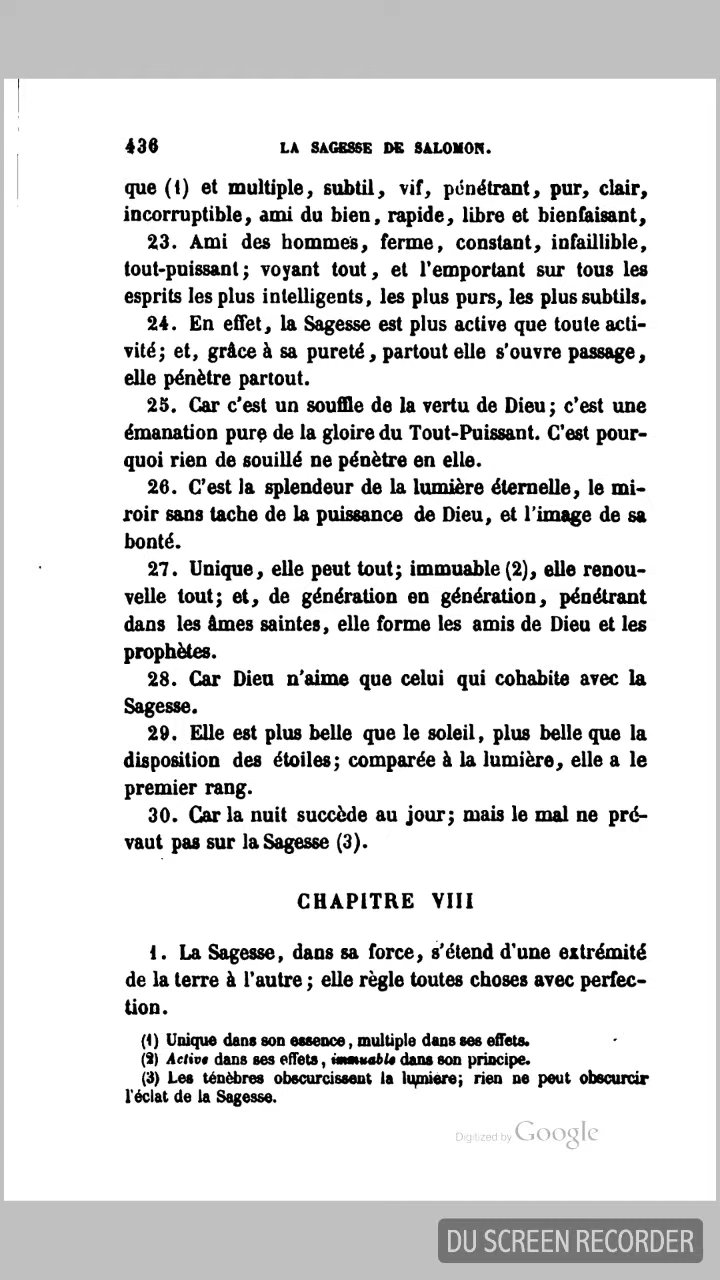 436 LA SAGESSE DE SALOMON.
que (1) et multiple, subtil, vif, pénétrant, pur, clair,
incorruptible, ami du bien, rapide, libre et bienfaisant,
23. Ami des hommes, ferme, constant, infaillible,
tout-puissant; voyant tout, et l'emportant sur tous les
esprits les plus intelligents, les plus purs, les plus subtils.
24. En effet, la Sagesse est plus active que toute acti-
vité; et, grâce à sa pureté, partout elle s'ouvre passage,
elle pénètre partout.
25. Car c'est un souffle de la vertu de Dieu; c'est une
émanation pure de la gloire du Tout-Puissant. C'est pour-
quoi rien de souillé ne pénètre en elle.
26. C'est la splendeur de la lumière éternelle, le mi-
roir sans tache de la puissance de Dieu, et l'image de sa
bonté.
27. Unique, elle peut tout; immuable (2), elle renou-
velle tout; et, de génération en génération, pénétrant
dans les âmes saintes, elle forme les amis de Dieu et les
prophètes.
28. Car Dieu n'aime que celui qui cohabite avec la
Sagesse.
29. Elle est plus belle que le soleil, plus belle que la
disposition des étoiles; comparée à la lumière, elle a le
premier rang.
30. Car la nuit succède au jour; mais le mal ne pré-
vaut pas sur la Sagesse (3).
CHAPITRE VIII
1. La Sagesse, dans sa force, s'étend d'une extrémité
de la terre à l'autre; elle règle toutes choses avec perfec-
tion.
(1) Unique dans son essence, multiple dans ses effets.
(2) Active dans ses effets, immuable dans son principe.
(3) Les ténèbres obscurcissent la lumière; rien ne peut obscurcir
l'éclat de la Sagesse.
Digitized by Google
DU SCREEN RECORDER